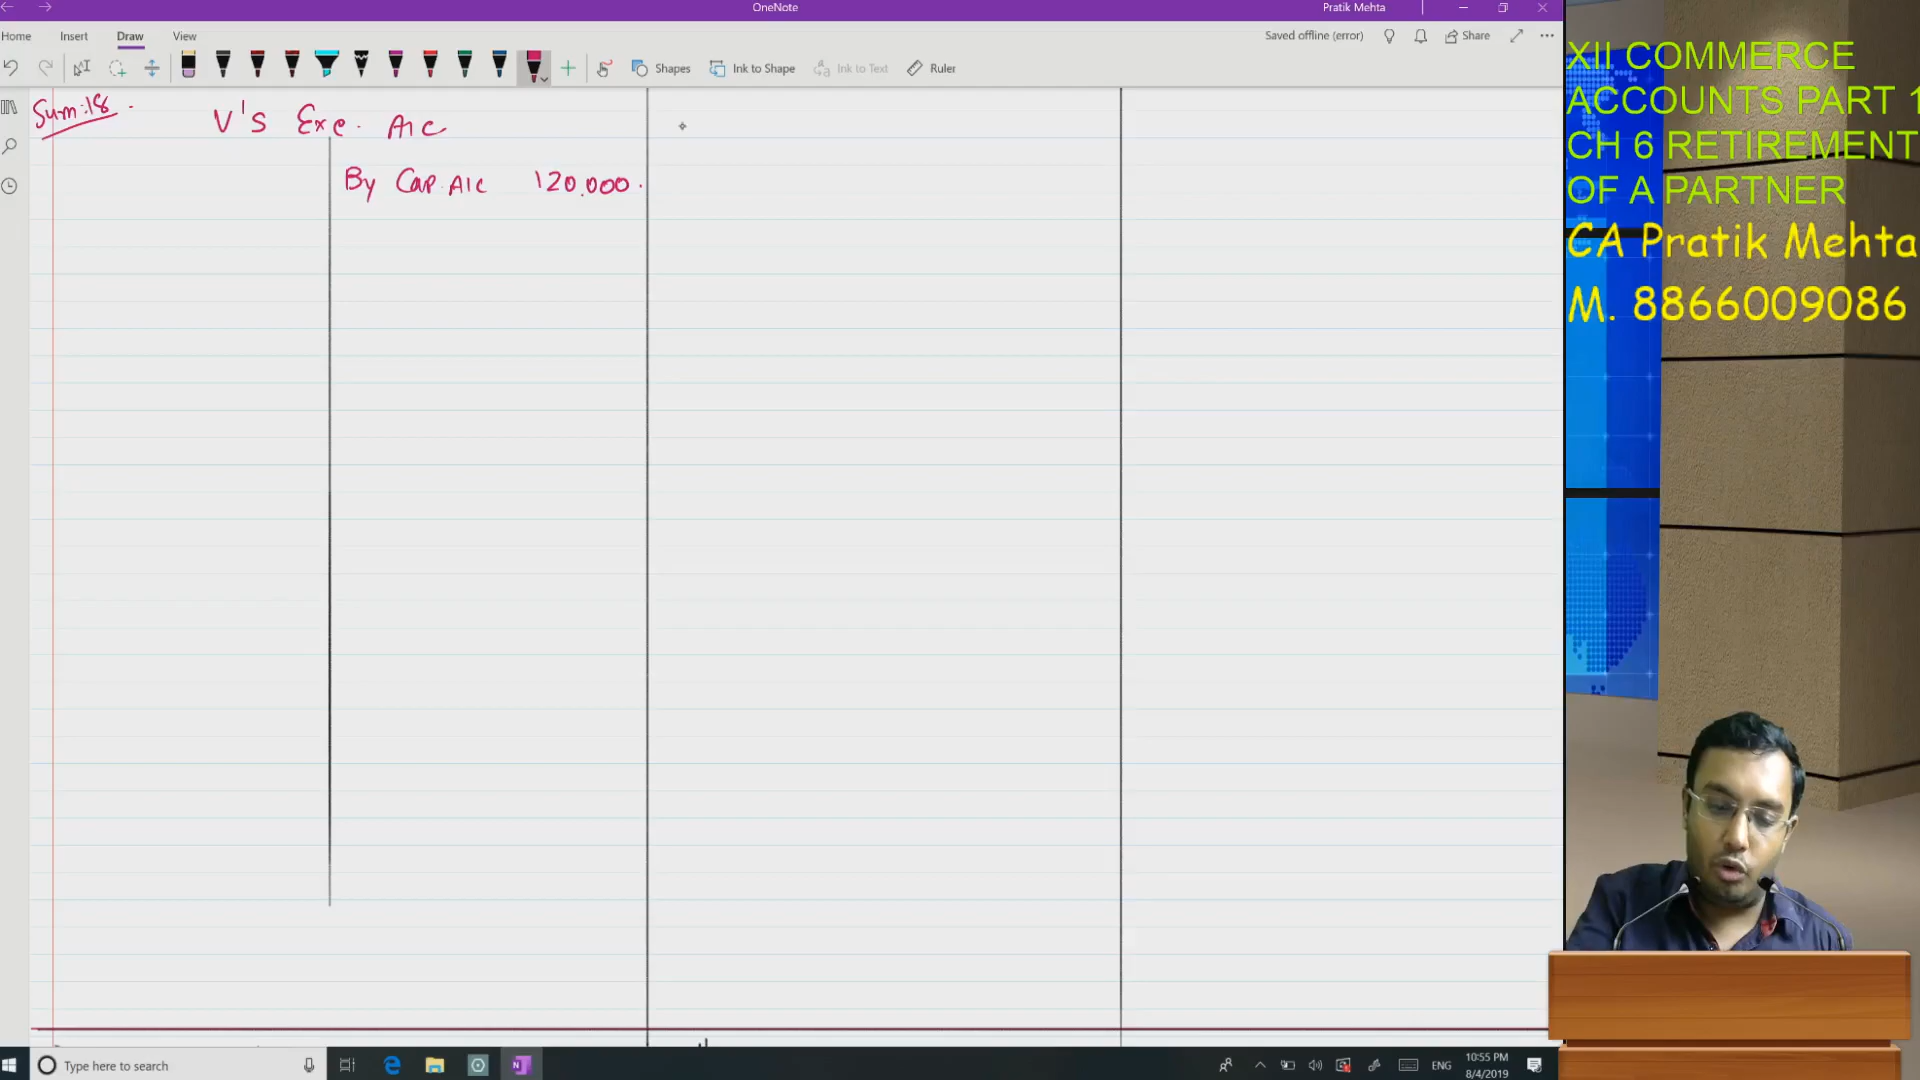 OneNote
Pratik Mehta
Home Insert Draw View
Saved offline (error)
Share
Shapes
Ink to Shape
Ink to Text
Ruler
Sum:18.
V's Exe. A/c
By Cap. A/c 120.000.
XII COMMERCE
ACCOUNTS PART 1
CH 6 RETIREMENT
OF A PARTNER
CA Pratik Mehta
M. 8866009086
Type here to search
ENG
10:55 PM
8/4/2019